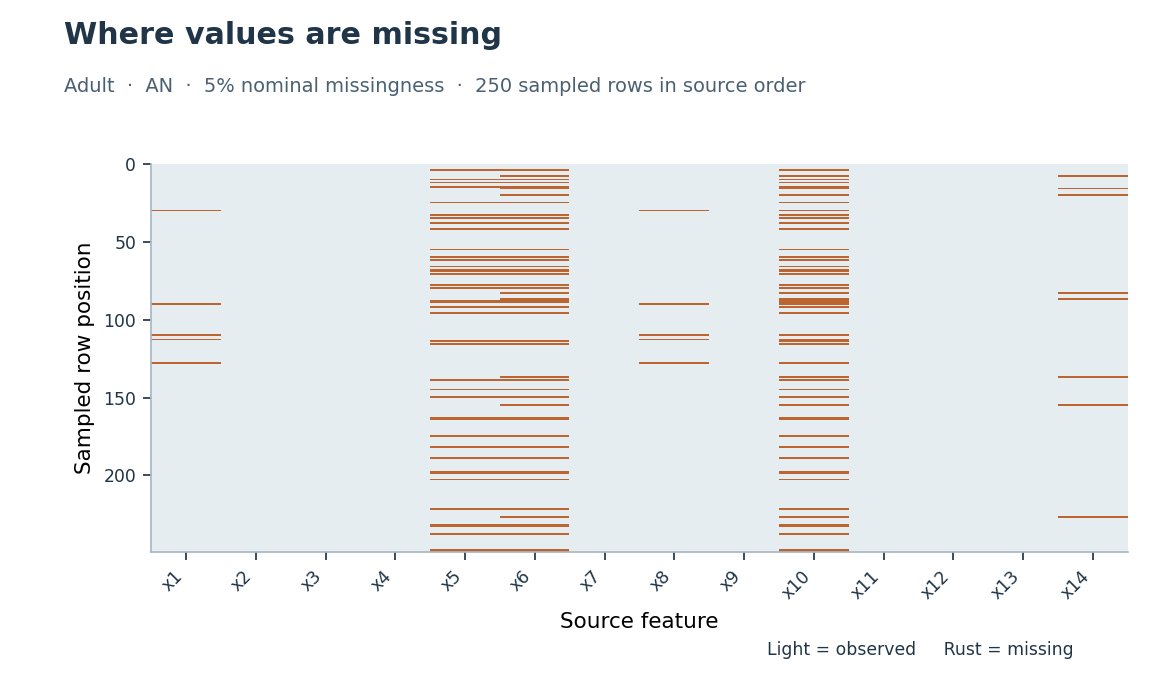 Where values are missing
Adult · AN · 5% nominal missingness · 250 sampled rows in source order
0
50
100
150
200
Sampled row position
x1 x2 x3 x4 x5 x6 x7 x8 x9 x10 x11 x12 x13 x14
Source feature
Light = observed Rust = missing